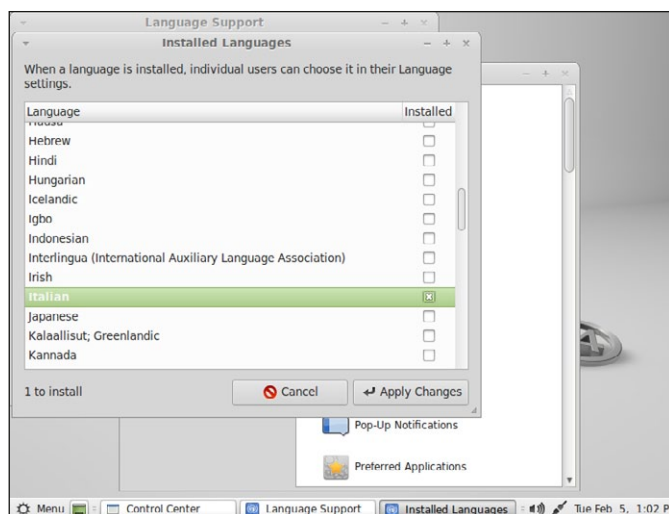 Language Support
Installed Languages
When a language is installed, individual users can choose it in their Language
settings.
Language Installed
Hausa
Hebrew
Hindi
Hungarian
Icelandic
Igbo
Indonesian
Interlingua (International Auxiliary Language Association)
Irish
Italian
Japanese
Kalaallisut; Greenlandic
Kannada
1 to install
Cancel
Apply Changes
Pop-Up Notifications
Preferred Applications
Menu
Control Center
Language Support
Installed Languages
Tue Feb 5, 1:02